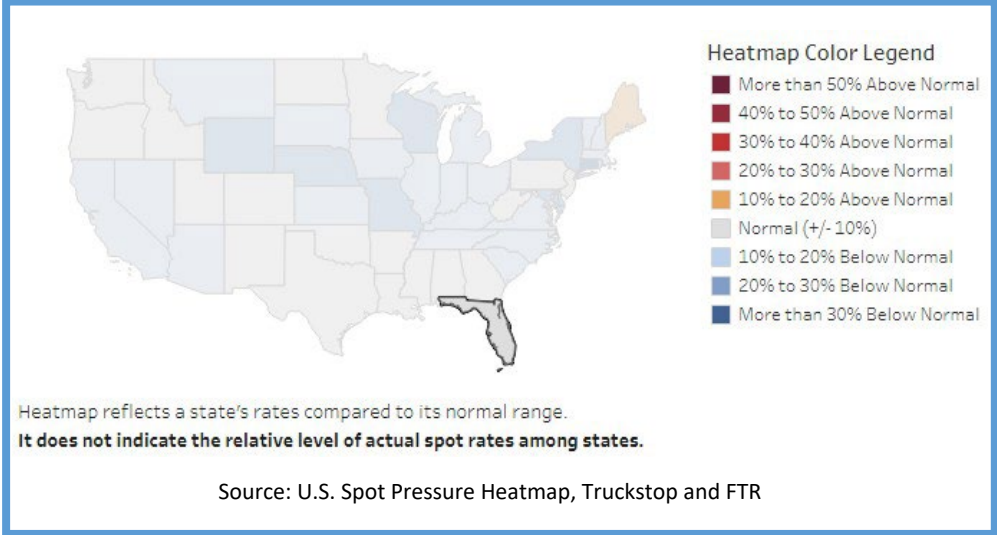 Heatmap Color Legend
More than 50% Above Normal
40% to 50% Above Normal
30% to 40% Above Normal
20% to 30% Above Normal
10% to 20% Above Normal
Normal (+/- 10%)
10% to 20% Below Normal
20% to 30% Below Normal
More than 30% Below Normal
Heatmap reflects a state's rates compared to its normal range.
It does not indicate the relative level of actual spot rates among states.
Source: U.S. Spot Pressure Heatmap, Truckstop and FTR